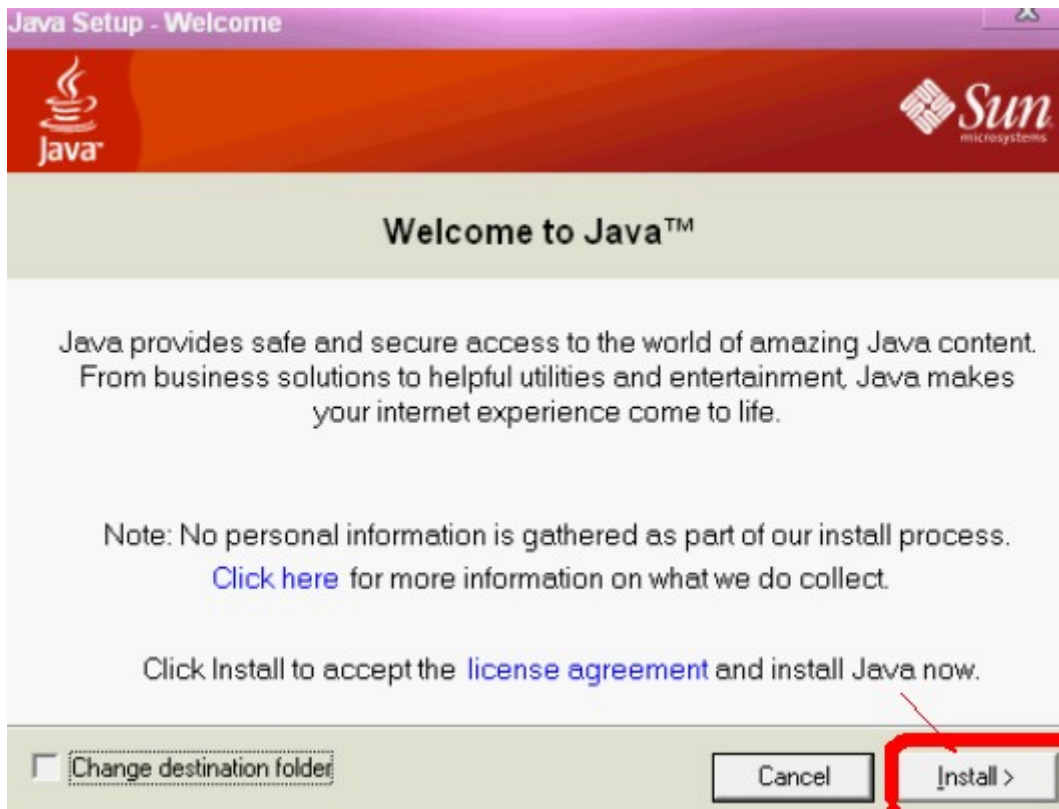 Java Setup - Welcome
Java™
Sun
microsystems
Welcome to Java™
Java provides safe and secure access to the world of amazing Java content.
From business solutions to helpful utilities and entertainment, Java makes
your internet experience come to life.
Note: No personal information is gathered as part of our install process.
Click here for more information on what we do collect.
Click Install to accept the license agreement and install Java now.
Change destination folder
Cancel
Install >